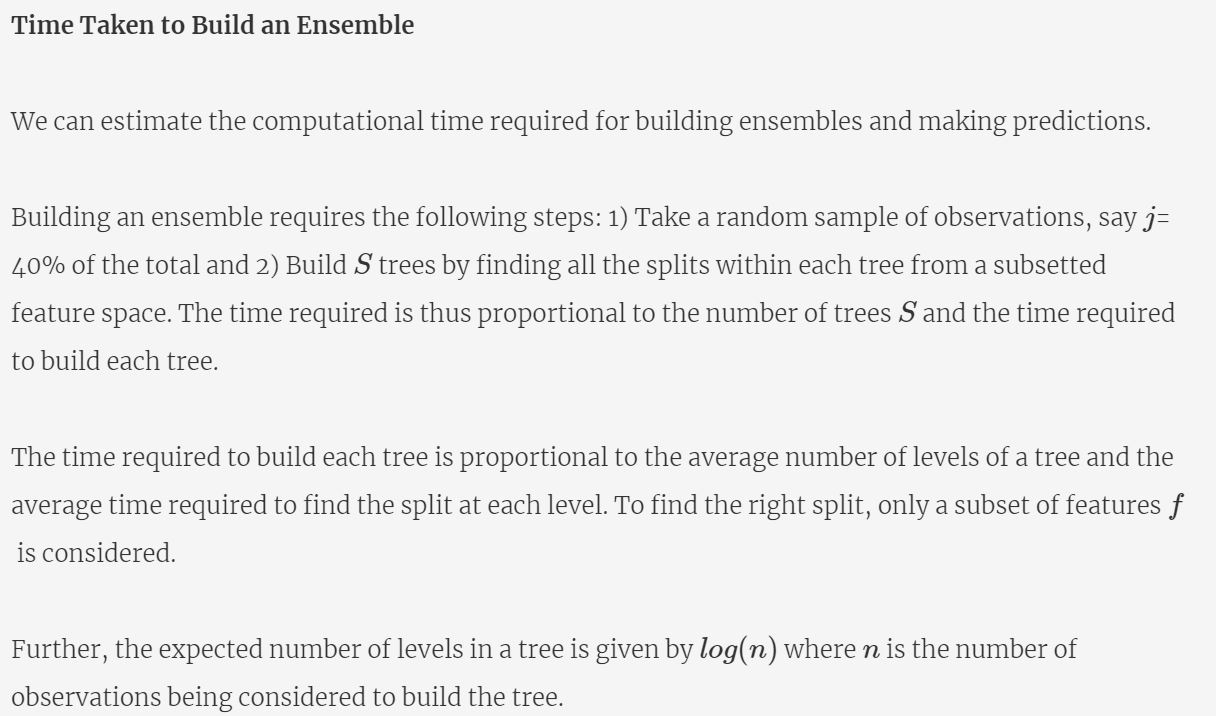 Time Taken to Build an Ensemble
We can estimate the computational time required for building ensembles and making predictions.
Building an ensemble requires the following steps: 1) Take a random sample of observations, say j=
40% of the total and 2) Build S trees by finding all the splits within each tree from a subsetted
feature space. The time required is thus proportional to the number of trees S and the time required
to build each tree.
The time required to build each tree is proportional to the average number of levels of a tree and the
average time required to find the split at each level. To find the right split, only a subset of features f
is considered.
Further, the expected number of levels in a tree is given by log(n) where n is the number of
observations being considered to build the tree.